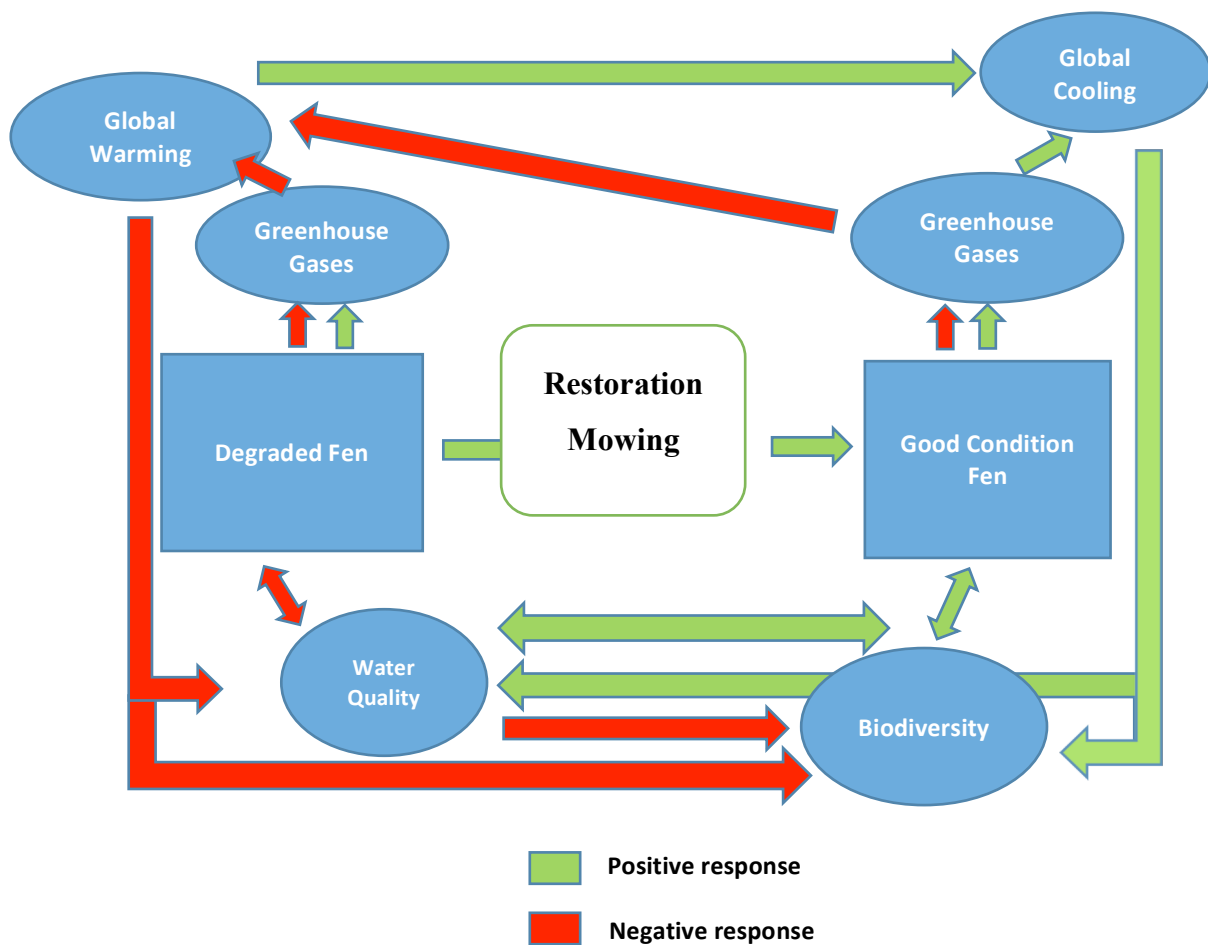 Global
Cooling
Global
Warming
Greenhouse
Gases
Greenhouse
Gases
Restoration
Mowing
Degraded Fen
Good Condition
Fen
Water
Quality
Biodiversity
Positive response
Negative response